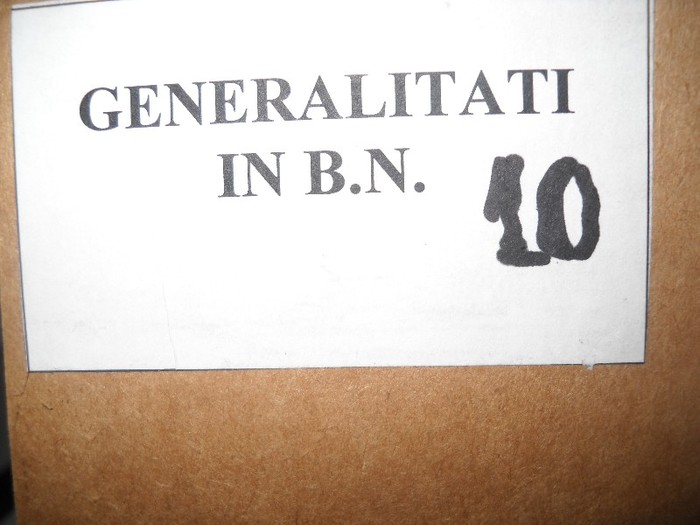 GENERALITATI
IN B.N.
10